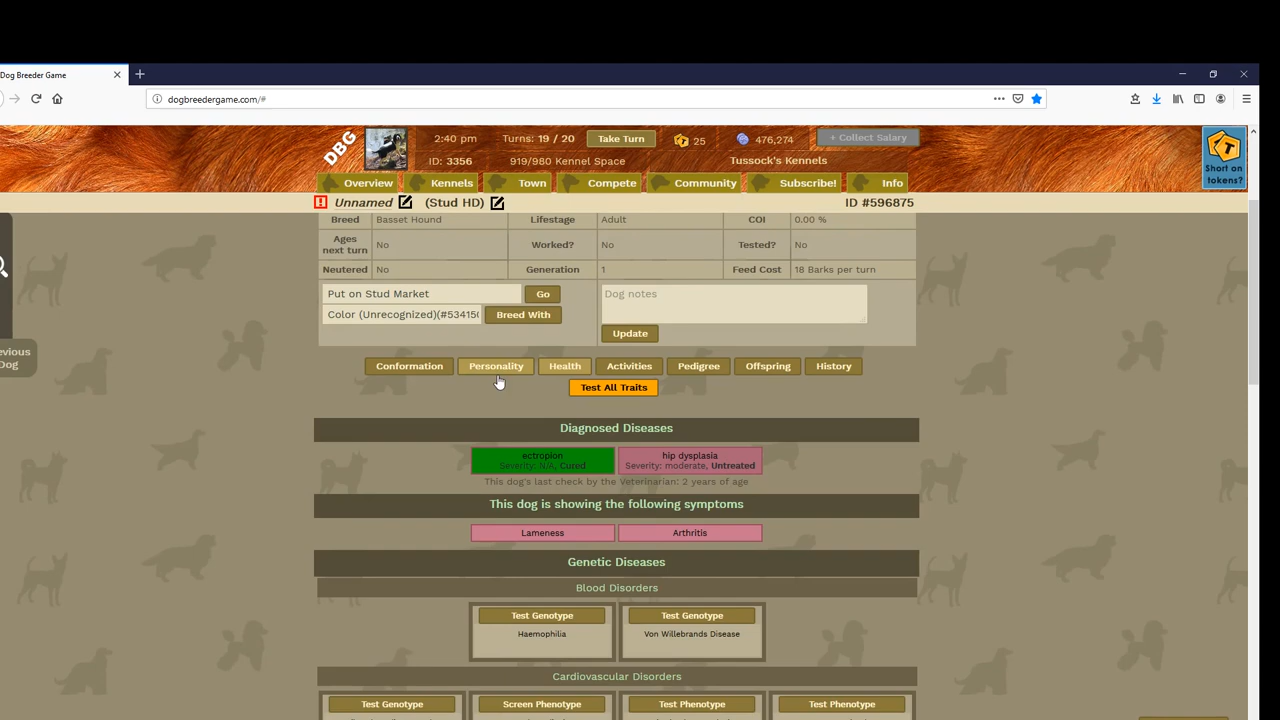 Dog Breeder Game
dogbreedergame.com/#
DBG
2:40 pm Turns: 19 / 20 Take Turn 25 476,274 + Collect Salary
ID: 3356 919/980 Kennel Space Tussock's Kennels
Short on tokens?
Overview Kennels Town Compete Community Subscribe! Info
Unnamed (Stud HD) ID #596875
Breed Basset Hound Lifestage Adult COI 0.00 %
Ages next turn No Worked? No Tested? No
Neutered No Generation 1 Feed Cost 18 Barks per turn
Put on Stud Market Go Dog notes
Color (Unrecognized)(#53415 Breed With
Update
evious
Dog
Conformation Personality Health Activities Pedigree Offspring History
Test All Traits
Diagnosed Diseases
ectropion hip dysplasia
Severity: N/A, Cured Severity: moderate, Untreated
This dog's last check by the Veterinarian: 2 years of age
This dog is showing the following symptoms
Lameness Arthritis
Genetic Diseases
Blood Disorders
Test Genotype Test Genotype
Haemophilia Von Willebrands Disease
Cardiovascular Disorders
Test Genotype Screen Phenotype Test Phenotype Test Phenotype